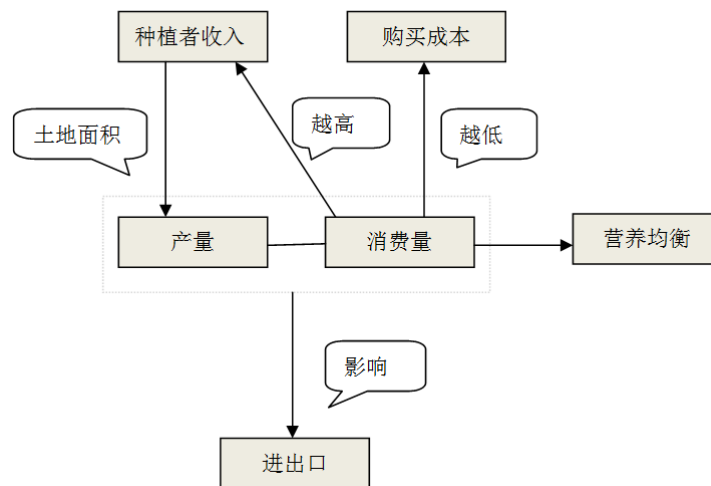 种植者收入
购买成本
土地面积
越高
越低
产量
消费量
营养均衡
影响
进出口